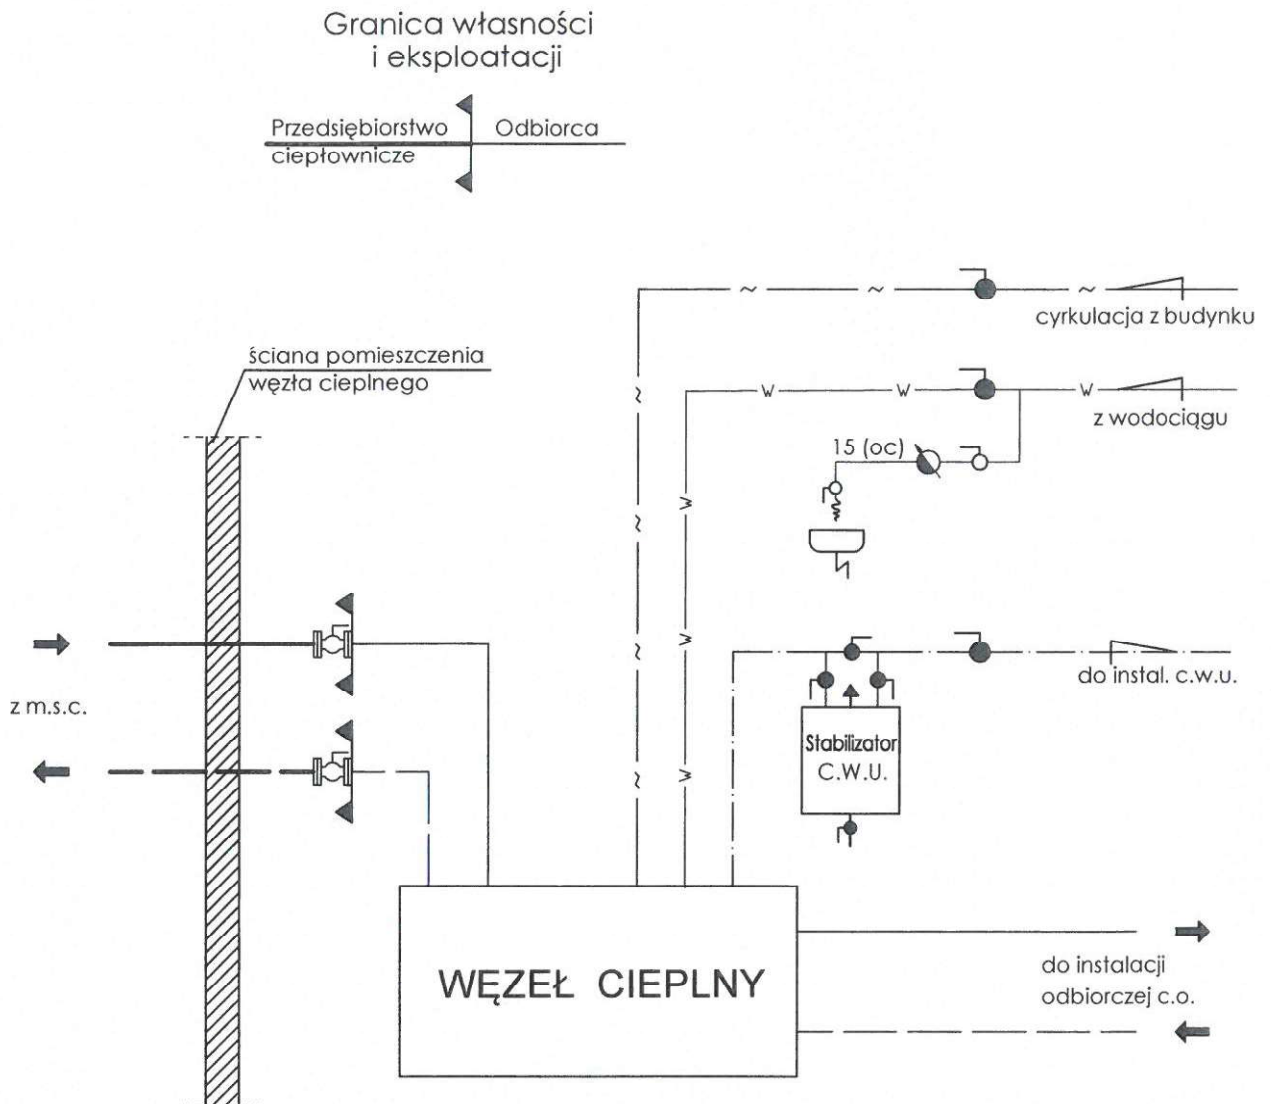 Granica własności
i eksploatacji
Przedsiębiorstwo
ciepłownicze
Odbiorca
cyrkulacja z budynku
ściana pomieszczenia
węzła cieplnego
w w w
z wodociągu
15 (oc)
w
w
do instal. c.w.u.
z m.s.c.
Stabilizator
C.W.U.
w
WĘZEŁ CIEPLNY
do instalacji
odbiorczej c.o.